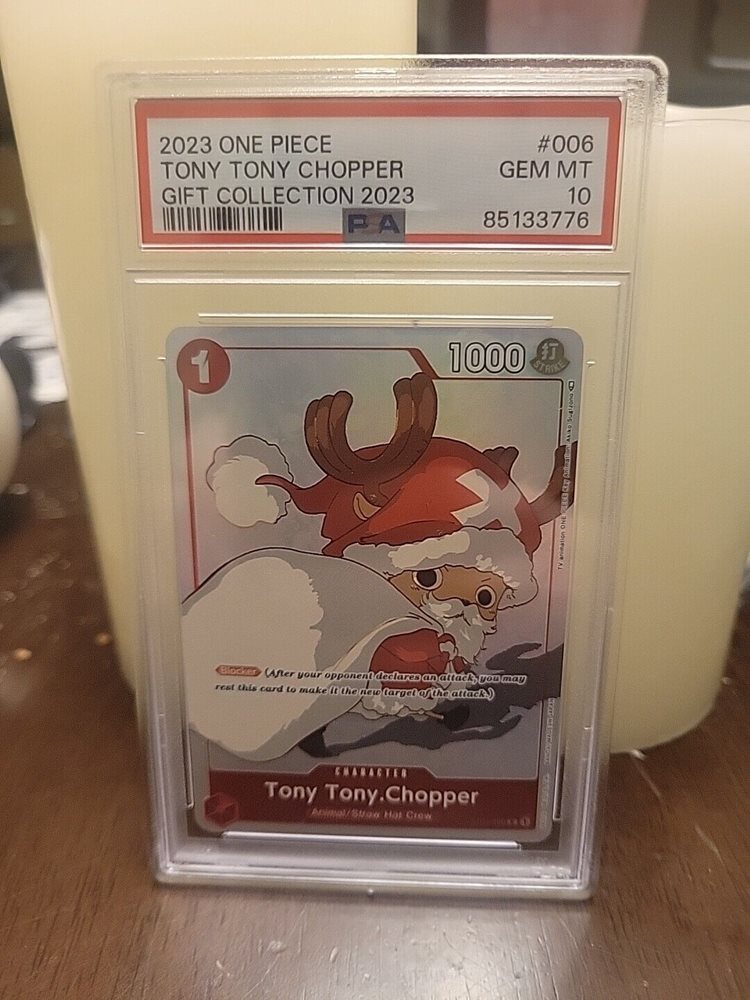 2023 ONE PIECE #006
TONY TONY CHOPPER GEM MT
GIFT COLLECTION 2023 10
85133776
1
1000
打
STRIKE
Blocker (After your opponent declares an attack, you may
rest this card to make it the new target of the attack.)
CHARACTER
Tony Tony.Chopper
Animal/Straw Hat Crew